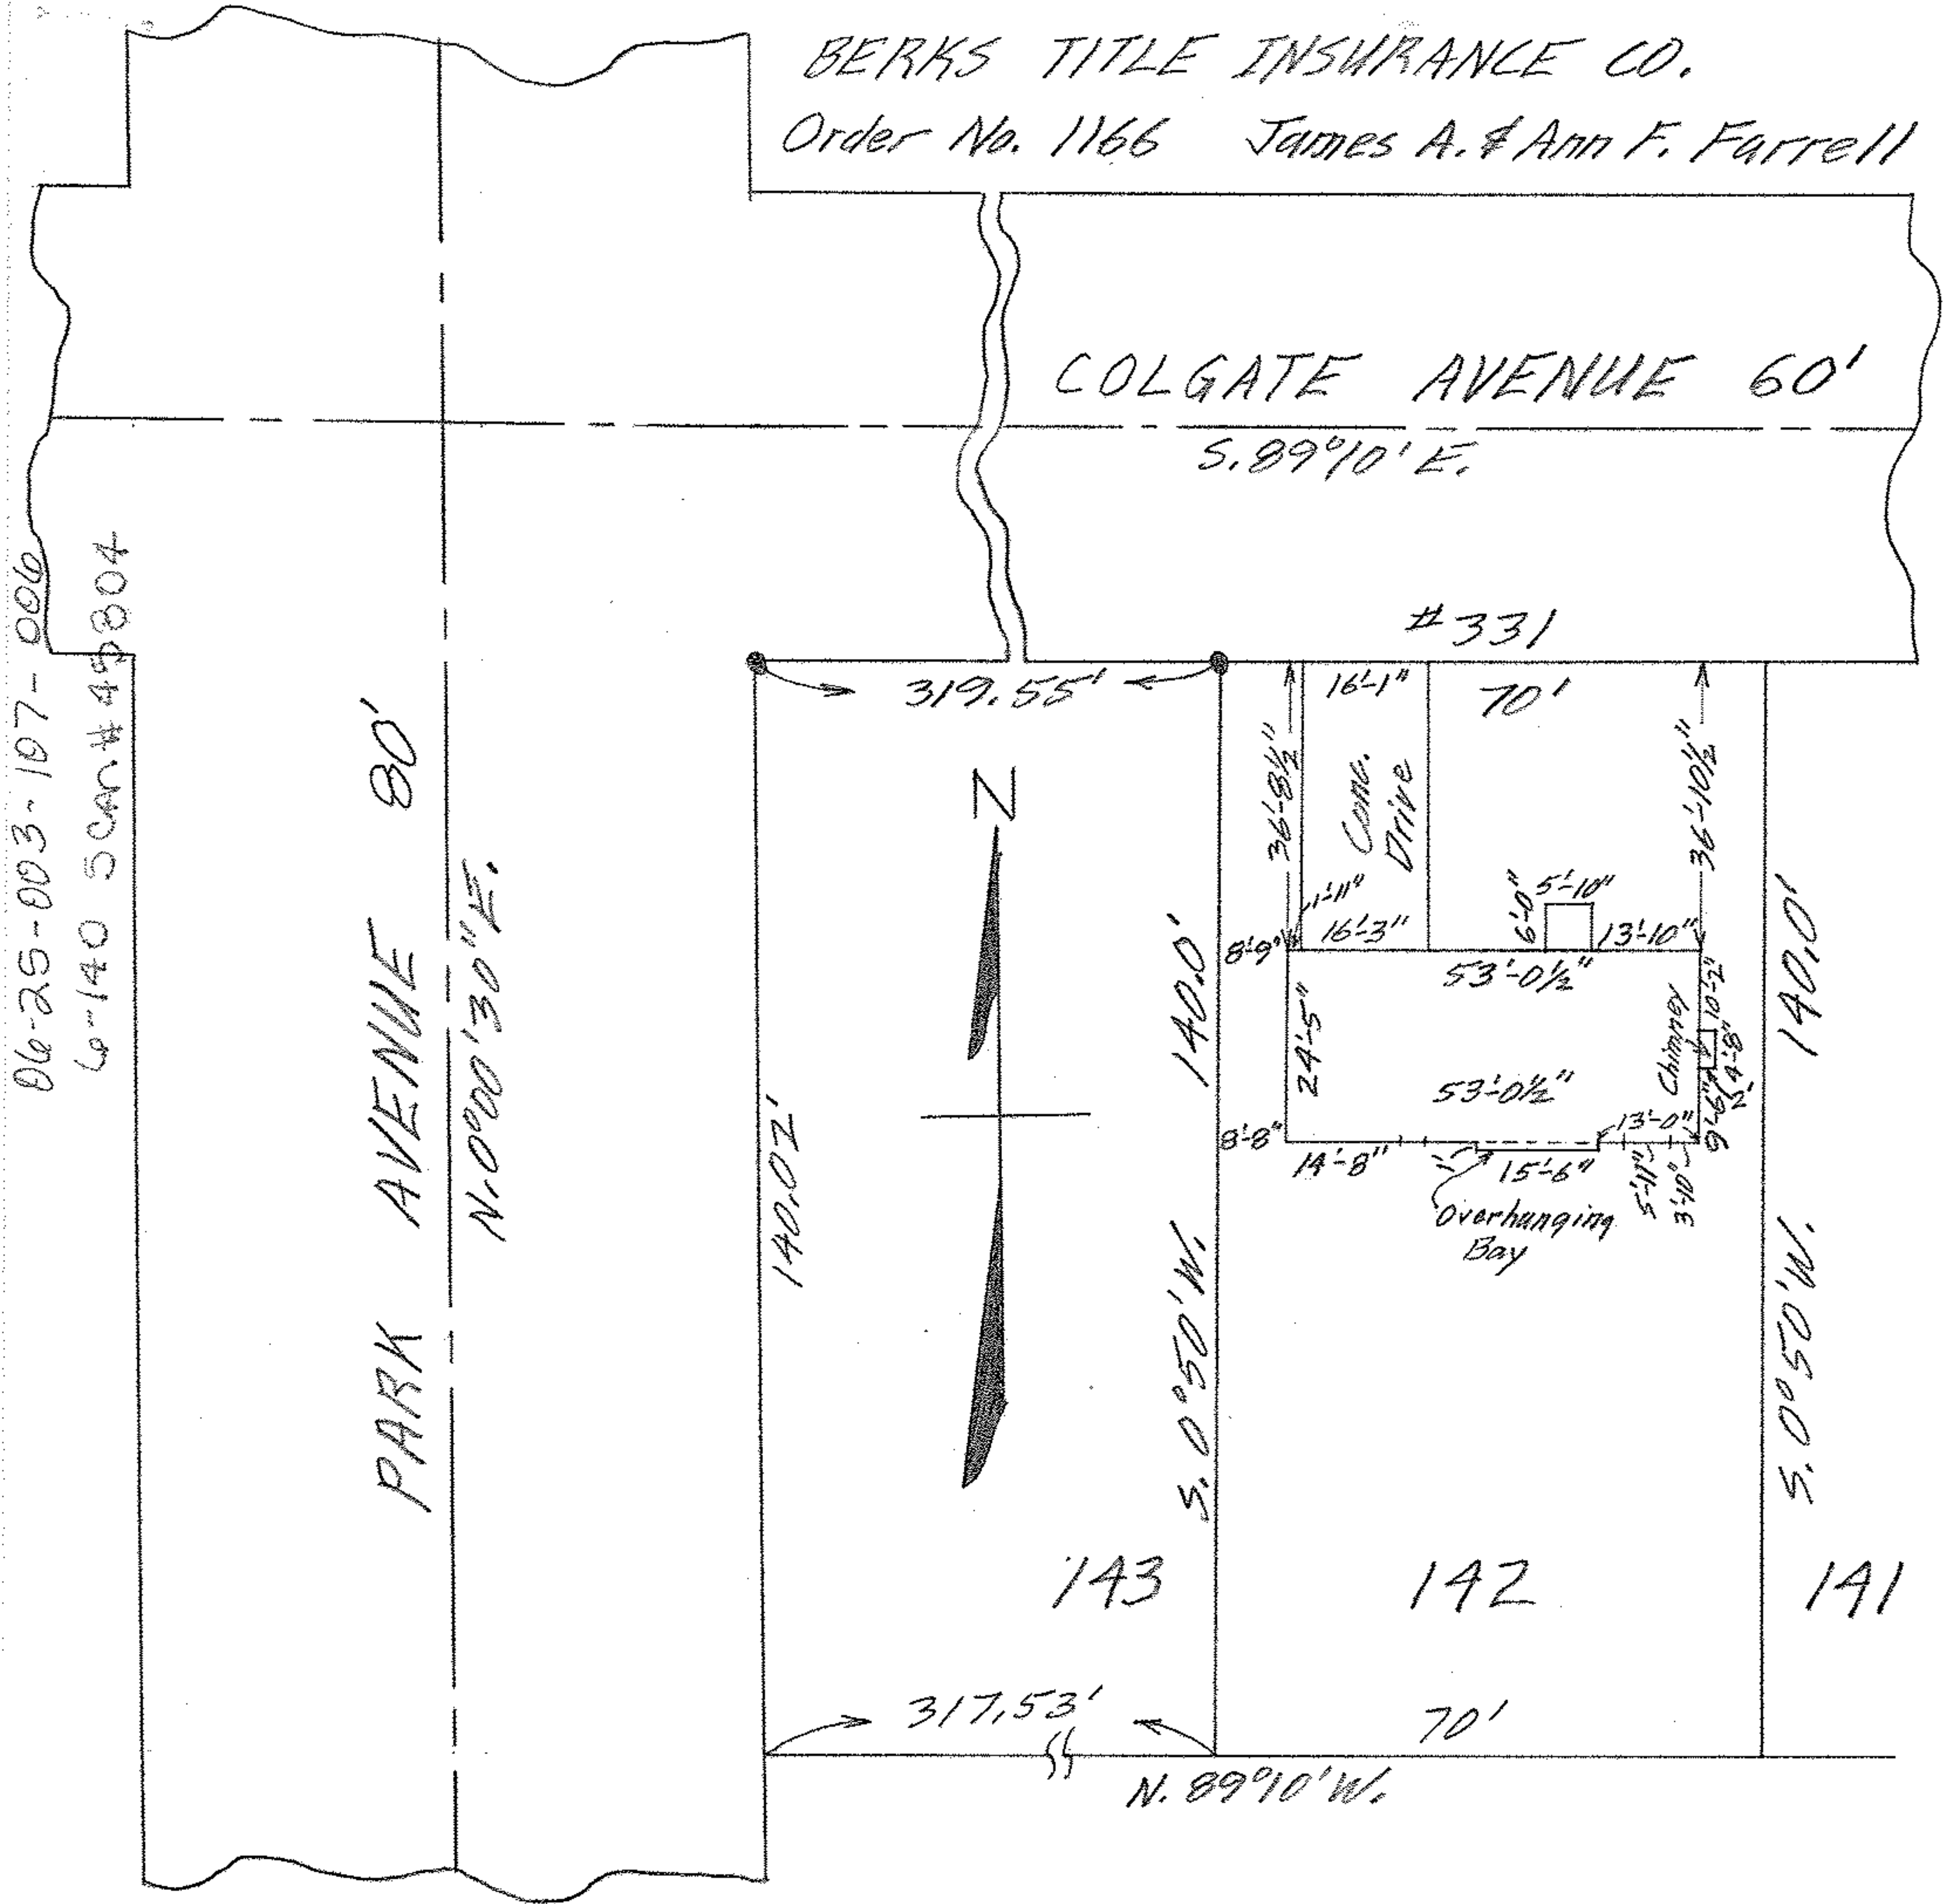 BERKS TITLE INSURANCE CO.
Order No. 1166 James A. & Ann F. Farrell
COLGATE AVENUE 60'
S. 89°10' E.
06-25-003-107-006
6-140 SCAN # 495804
PARK AVENUE 80'
N. 0°00'30" E.
#331
319.55'
16'-1"
70'
36'-8½"
Conc.
Drive
36'-10½"
N
1'-11"
16'-3"
6'-0"
5'-10"
13'-10"
8'-9"
53'-0½"
140.0'
140.0'
24'-5"
Chimney
10'-2"
4'-8"
2'
9'-6"
53'-0½"
13'-0"
8'-8"
14'-8"
1'
15'-6"
5'-11"
3'-10"
Overhanging
Bay
140.02'
S. 0°50' W.
S. 0°50' W.
143
142
141
317.53'
70'
N. 89°10' W.